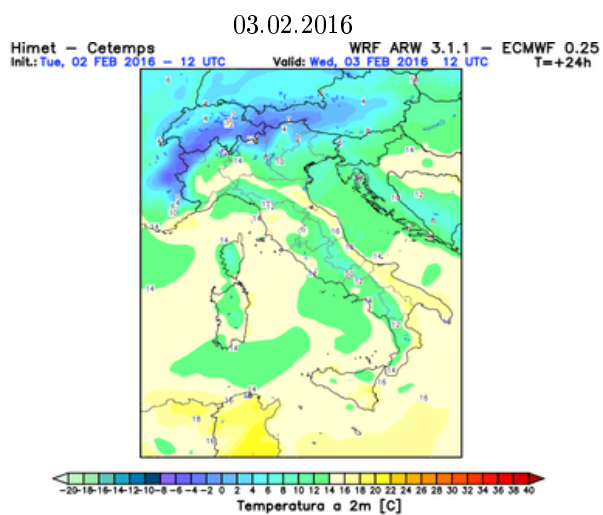 03.02.2016
Himet – Cetemps WRF ARW 3.1.1 – ECMWF 0.25
Init.: Tue, 02 FEB 2016 – 12 UTC Valid: Wed, 03 FEB 2016 12 UTC T=+24h
-20 -18 -16 -14 -12 -10 -8 -6 -4 -2 0 2 4 6 8 10 12 14 16 18 20 22 24 26 28 30 32 34 36 38 40
Temperatura a 2m [C]